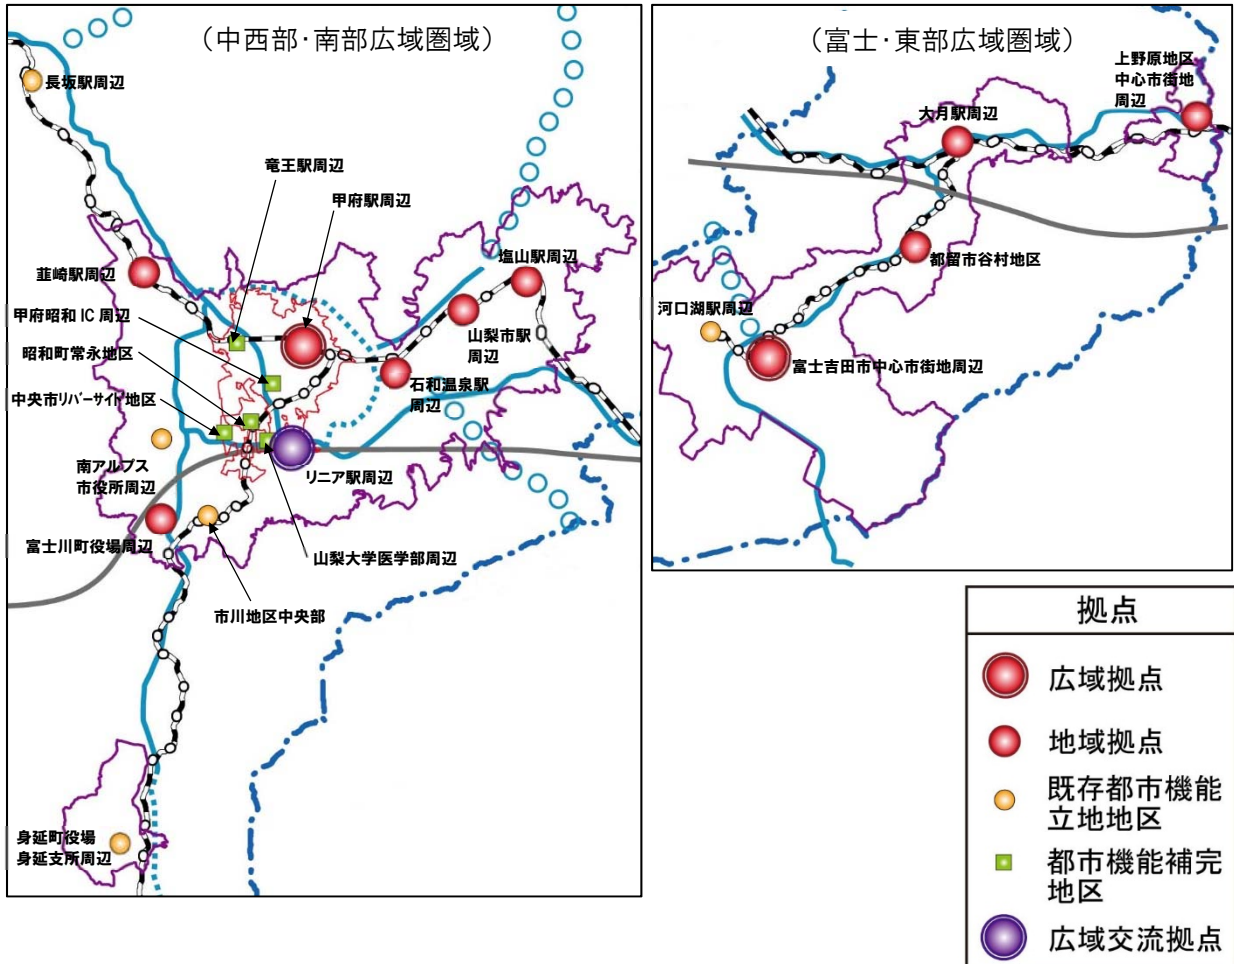 （中西部・南部広域圏域）
長坂駅周辺
竜王駅周辺
甲府駅周辺
韮崎駅周辺
塩山駅周辺
甲府昭和IC周辺
山梨市駅
周辺
昭和町常永地区
石和温泉駅
周辺
中央市リバーサイド地区
南アルプス
市役所周辺
リニア駅周辺
富士川町役場周辺
山梨大学医学部周辺
市川地区中央部
身延町役場
身延支所周辺
（富士・東部広域圏域）
上野原地区
中心市街地
周辺
大月駅周辺
都留市谷村地区
河口湖駅周辺
富士吉田市中心市街地周辺
拠点
広域拠点
地域拠点
既存都市機能
立地地区
都市機能補完
地区
広域交流拠点